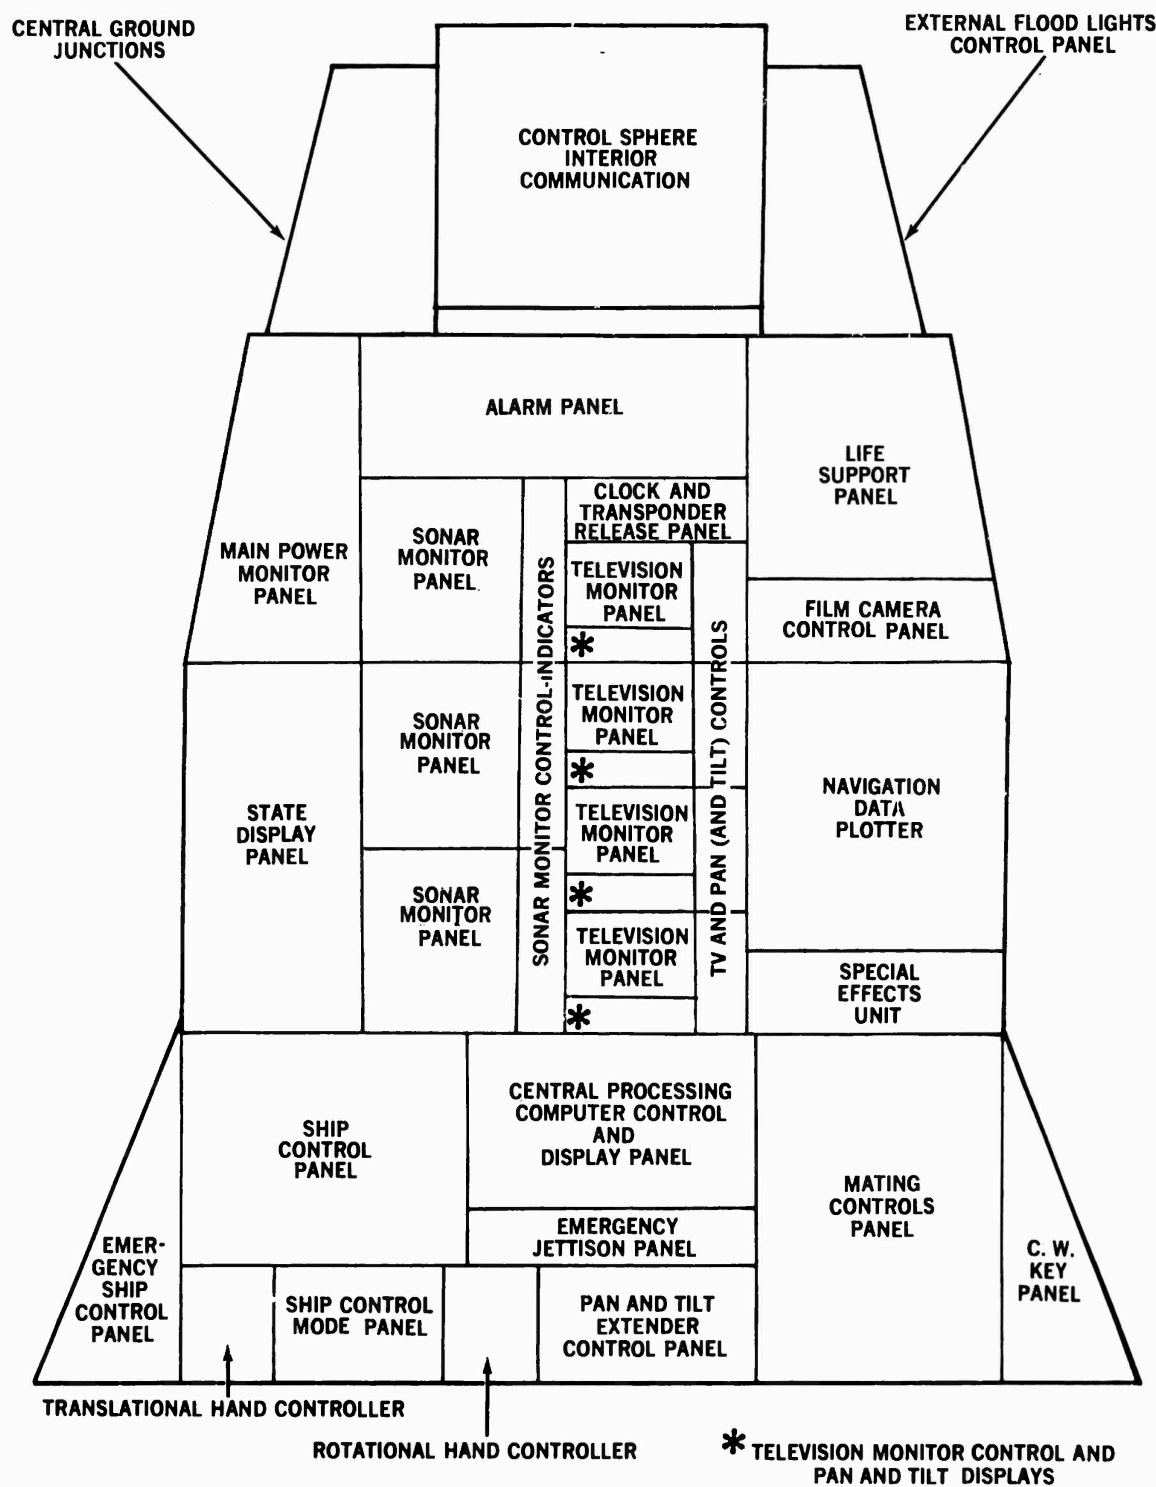 CENTRAL GROUND
JUNCTIONS
EXTERNAL FLOOD LIGHTS
CONTROL PANEL
CONTROL SPHERE
INTERIOR
COMMUNICATION
ALARM PANEL
LIFE
SUPPORT
PANEL
MAIN POWER
MONITOR
PANEL
SONAR
MONITOR
PANEL
SONAR MONITOR CONTROL-INDICATORS
CLOCK AND
TRANSPONDER
RELEASE PANEL
TELEVISION
MONITOR
PANEL
*
TV AND PAN (AND TILT) CONTROLS
FILM CAMERA
CONTROL PANEL
STATE
DISPLAY
PANEL
SONAR
MONITOR
PANEL
TELEVISION
MONITOR
PANEL
*
NAVIGATION
DATA
PLOTTER
TELEVISION
MONITOR
PANEL
*
SONAR
MONITOR
PANEL
TELEVISION
MONITOR
PANEL
*
SPECIAL
EFFECTS
UNIT
SHIP
CONTROL
PANEL
CENTRAL PROCESSING
COMPUTER CONTROL
AND
DISPLAY PANEL
MATING
CONTROLS
PANEL
EMERGENCY
JETTISON PANEL
EMER-
GENCY
SHIP
CONTROL
PANEL
SHIP CONTROL
MODE PANEL
PAN AND TILT
EXTENDER
CONTROL PANEL
C. W.
KEY
PANEL
TRANSLATIONAL HAND CONTROLLER
ROTATIONAL HAND CONTROLLER
* TELEVISION MONITOR CONTROL AND
PAN AND TILT DISPLAYS